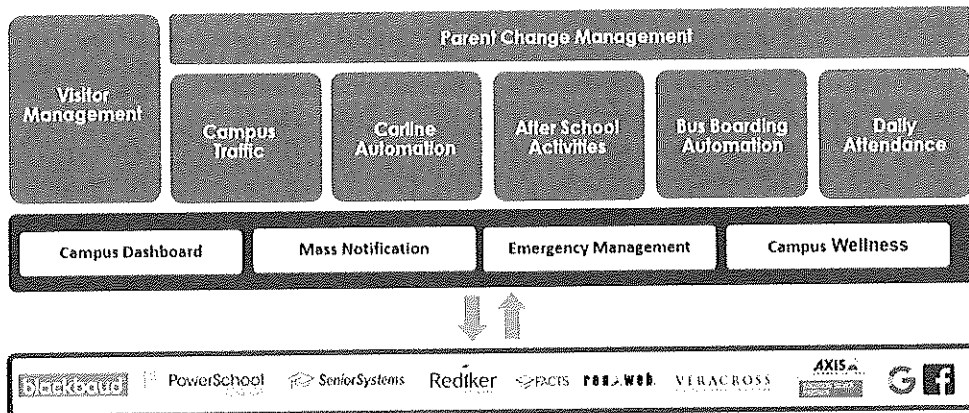 Parent Change Management
Visitor
Management
Campus
Traffic
Carline
Automation
After School
Activities
Bus Boarding
Automation
Daily
Attendance
Campus Dashboard
Mass Notification
Emergency Management
Campus Wellness
blackbaud
PowerSchool
SeniorSystems
Rediker
FACTS
renweb
VERACROSS
AXIS
G
f